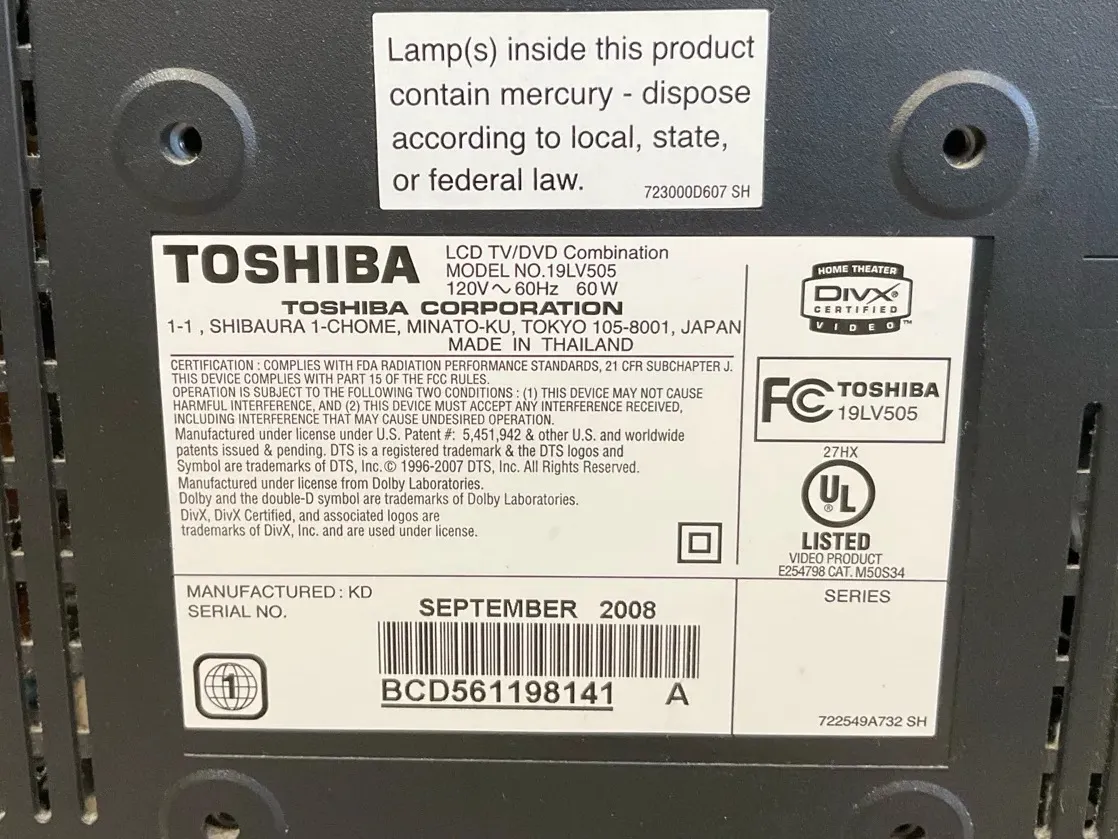 Lamp(s) inside this product
contain mercury - dispose
according to local, state,
or federal law.
723000D607 SH
TOSHIBA
LCD TV/DVD Combination
MODEL NO.19LV505
120V~60Hz 60W
TOSHIBA CORPORATION
1-1 , SHIBAURA 1-CHOME, MINATO-KU, TOKYO 105-8001, JAPAN
MADE IN THAILAND
CERTIFICATION : COMPLIES WITH FDA RADIATION PERFORMANCE STANDARDS, 21 CFR SUBCHAPTER J.
THIS DEVICE COMPLIES WITH PART 15 OF THE FCC RULES.
OPERATION IS SUBJECT TO THE FOLLOWING TWO CONDITIONS : (1) THIS DEVICE MAY NOT CAUSE
HARMFUL INTERFERENCE, AND (2) THIS DEVICE MUST ACCEPT ANY INTERFERENCE RECEIVED,
INCLUDING INTERFERENCE THAT MAY CAUSE UNDESIRED OPERATION.
Manufactured under license under U.S. Patent #: 5,451,942 & other U.S. and worldwide
patents issued & pending. DTS is a registered trademark & the DTS logos and
Symbol are trademarks of DTS, Inc.© 1996-2007 DTS, Inc. All Rights Reserved.
Manufactured under license from Dolby Laboratories.
Dolby and the double-D symbol are trademarks of Dolby Laboratories.
DivX, DivX Certified, and associated logos are
trademarks of DivX, Inc. and are used under license.
HOME THEATER
DIVX®
CERTIFIED
VIDEO™
FC TOSHIBA
19LV505
27HX
UL®
LISTED
VIDEO PRODUCT
E254798 CAT. M50S34
MANUFACTURED : KD
SERIAL NO.
SEPTEMBER 2008
BCD561198141 A
1
SERIES
722549A732 SH